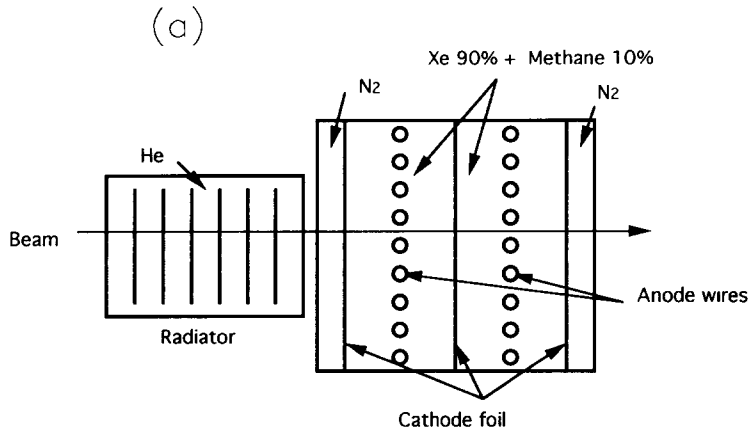 (a)
Xe 90% + Methane 10%
N2
N2
He
Beam
Anode wires
Radiator
Cathode foil